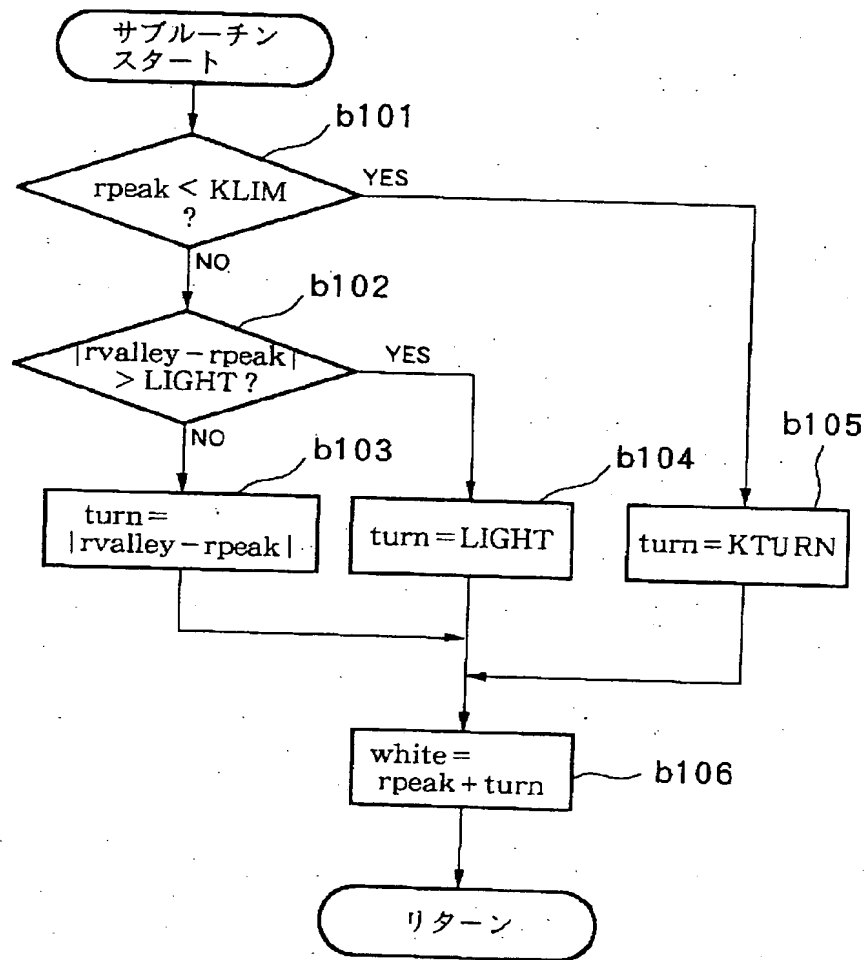 サブルーチン
スタート
b101
rpeak < KLIM
?
YES
NO
b102
|rvalley－rpeak|
> LIGHT ?
YES
NO
b103
turn＝
|rvalley－rpeak|
b104
turn＝LIGHT
b105
turn＝KTURN
white＝
rpeak＋turn
b106
リターン